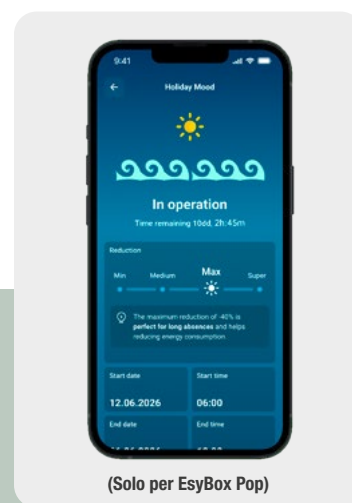 9:41
Holiday Mood
In operation
Time remaining 10dd, 2h:45m
Reduction
Min Medium Max Super
The maximum reduction of -40% is
perfect for long absences and helps
reducing energy consumption.
Start date Start time
12.06.2026 06:00
End date End time
(Solo per EsyBox Pop)